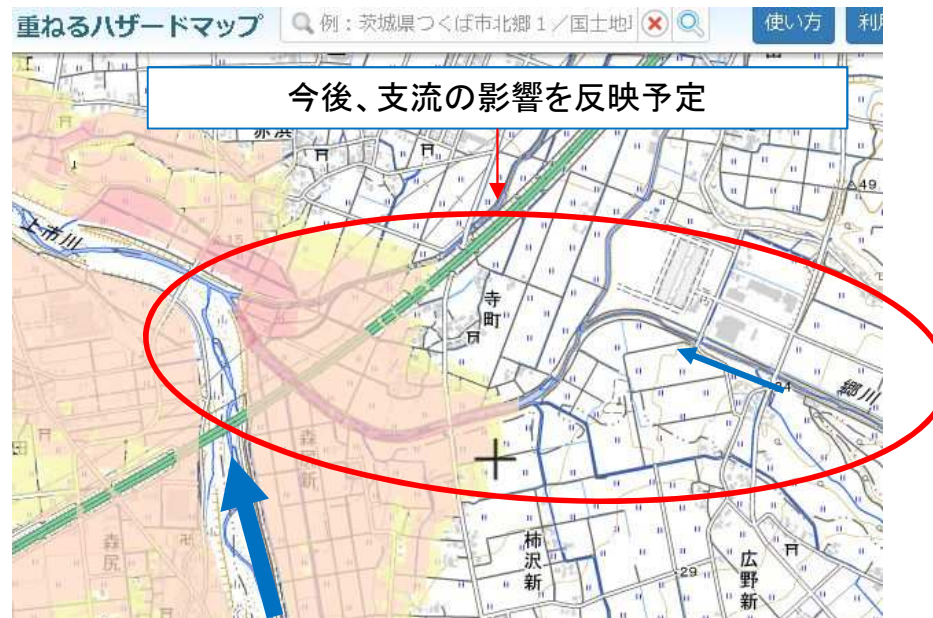 重ねるハザードマップ
例：茨城県つくば市北郷１／国土地
使い方
利
今後、支流の影響を反映予定
赤浜
49
上市川
15
寺町
34
郷川
森尻新
森尻
柿沢新
29
広野新